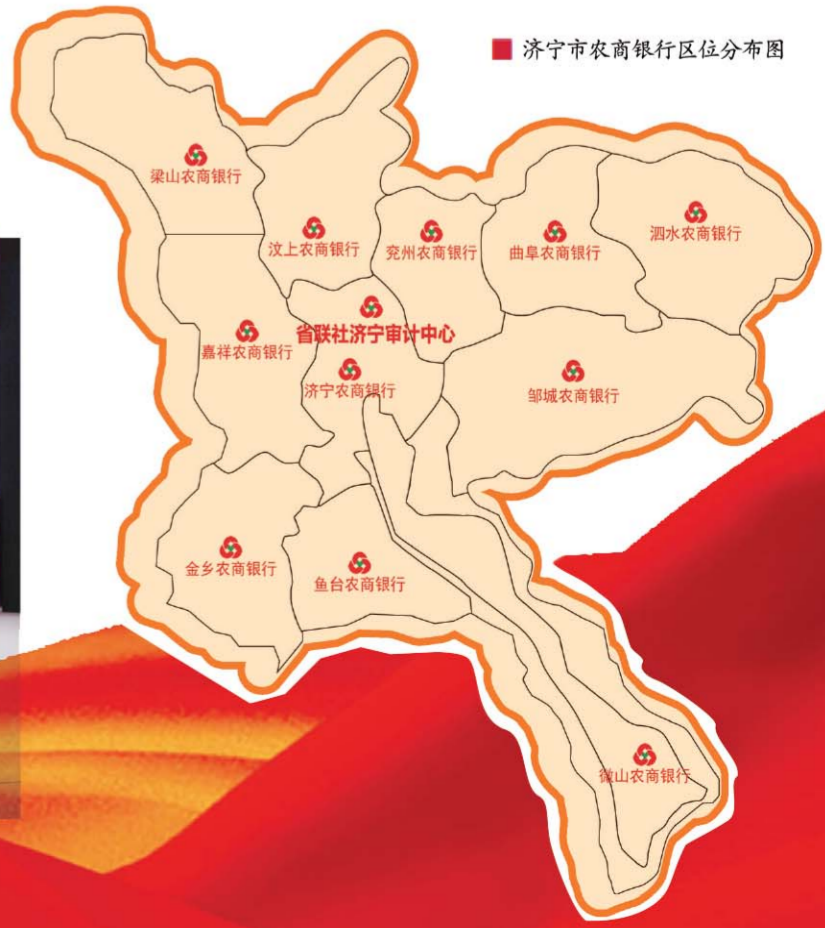 济宁市农商银行区位分布图
梁山农商银行
汶上农商银行
兖州农商银行
曲阜农商银行
泗水农商银行
省联社济宁审计中心
嘉祥农商银行
济宁农商银行
邹城农商银行
金乡农商银行
鱼台农商银行
微山农商银行